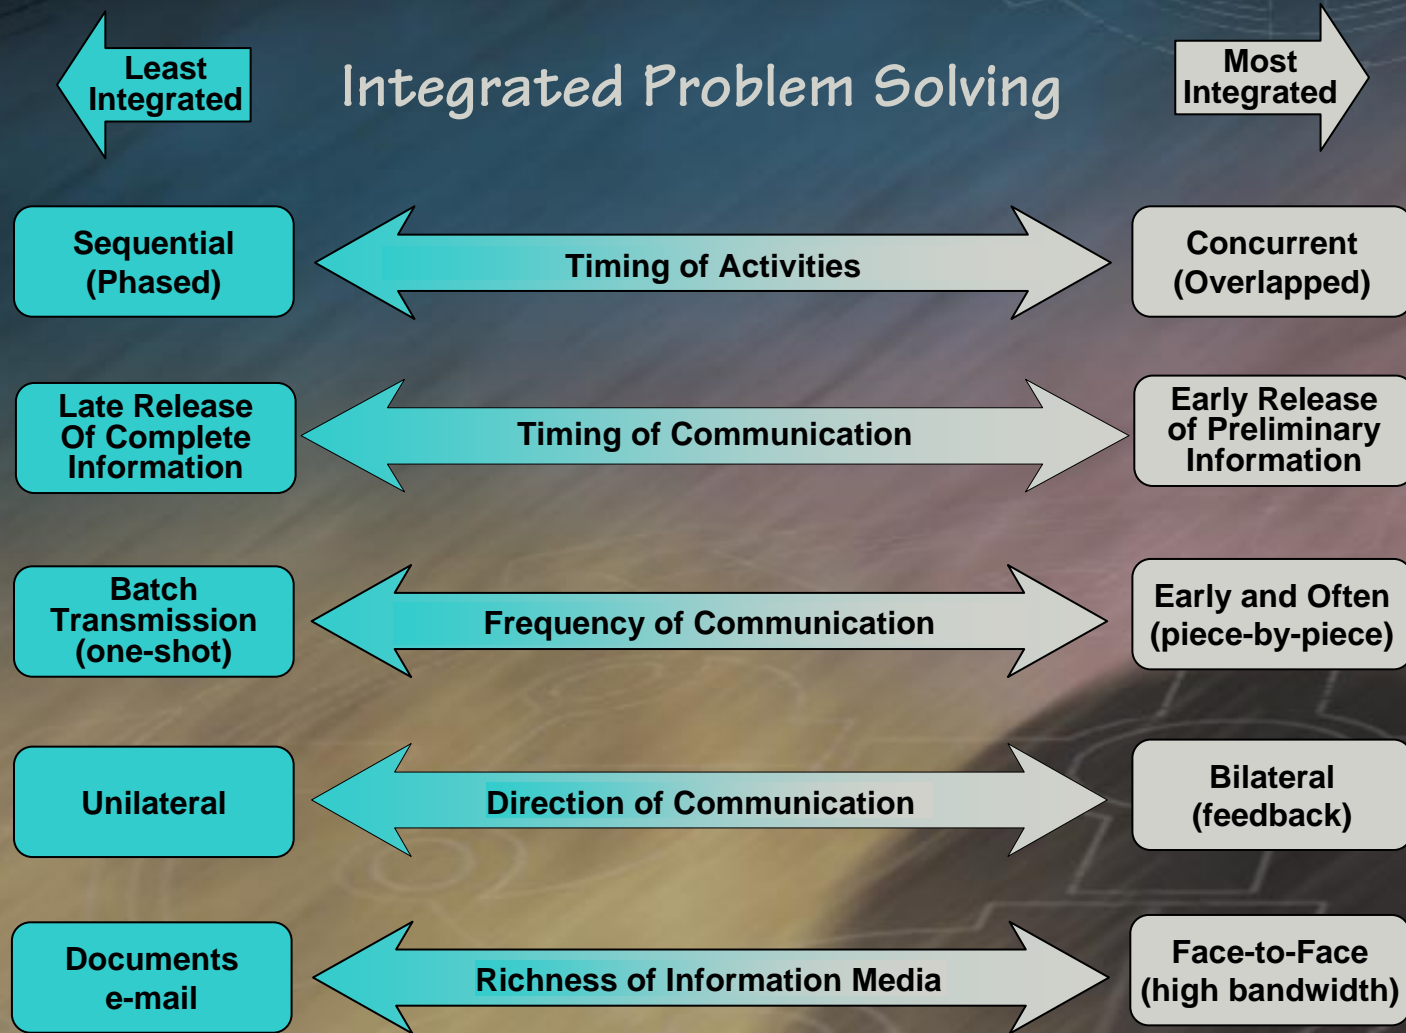 Least
Integrated
Integrated Problem Solving
Most
Integrated
Sequential
(Phased)
Timing of Activities
Concurrent
(Overlapped)
Late Release
Of Complete
Information
Timing of Communication
Early Release
of Preliminary
Information
Batch
Transmission
(one-shot)
Frequency of Communication
Early and Often
(piece-by-piece)
Unilateral
Direction of Communication
Bilateral
(feedback)
Documents
e-mail
Richness of Information Media
Face-to-Face
(high bandwidth)